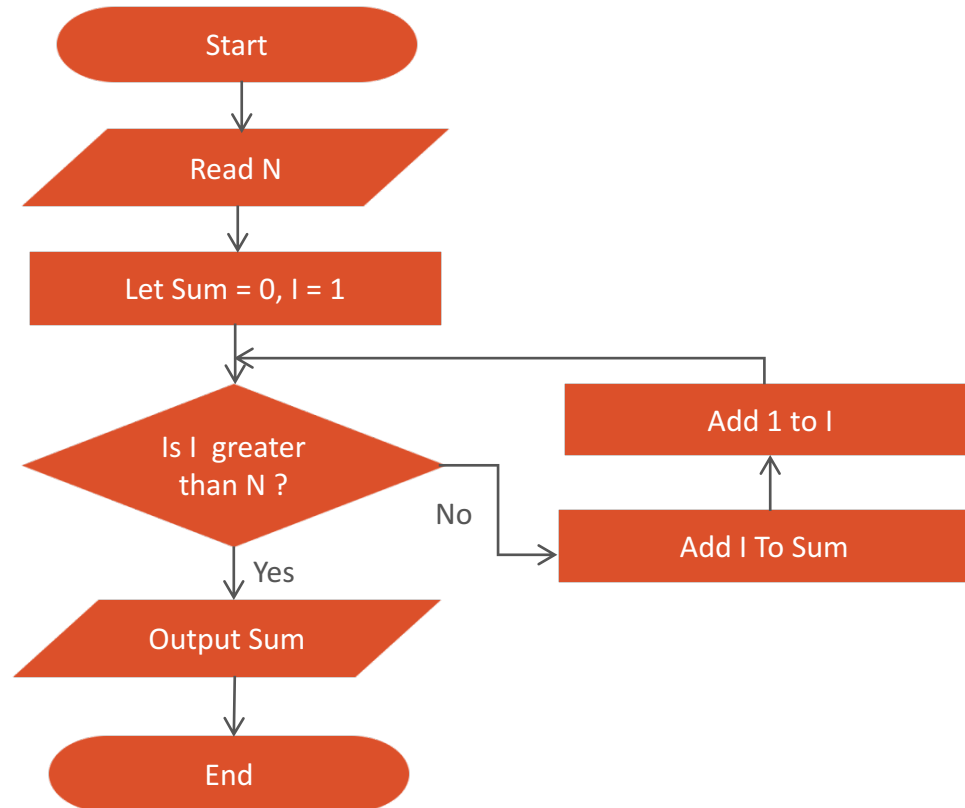 Start
Read N
Let Sum = 0, I = 1
Is I greater
than N ?
No
Add I To Sum
Add 1 to I
Yes
Output Sum
End